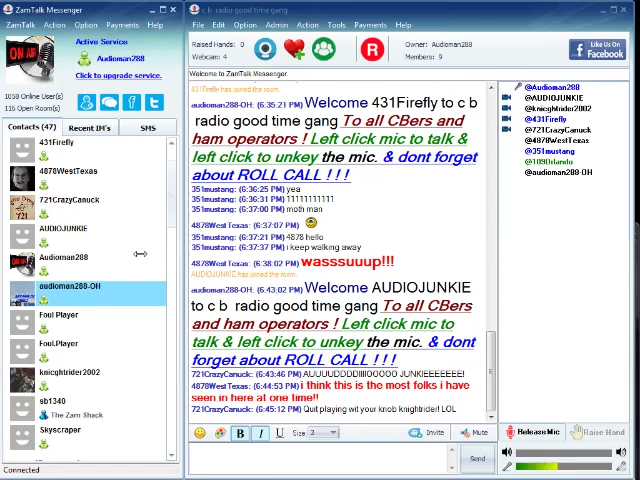 ZamTalk Messenger
ZamTalk Action Option Payments Help
ON AIR
Active Service
Audioman288
Click to upgrade service.
1058 Online User(s)
116 Open Room(s)
Contacts (47) Recent IM's SMS
431Firefly
4878WestTexas
721CrazyCuck
AUDIOJUNKIE
Audioman288
audioman288-OH
Foul Player
Foul.Player
knicghtrider2002
sb1340
The Zam Shack
Skyscraper
Connected
c b radio good time gang
File Edit Option View Admin Action Tools Payments Help
Raised Hands: 0
Webcam: 4
R
Owner: Audioman288
Members: 9
Like Us On
Facebook
Welcome to ZamTalk Messenger
431Firefly has joined the room.
audioman288-OH: (6:35:21 PM) Welcome 431Firefly to c b
radio good time gang To all CBers and
ham operators ! Left click mic to talk &
left click to unkey the mic. & dont forget
about ROLL CALL ! ! !
351mustang: (6:36:25 PM) yea
351mustang: (6:36:31 PM) 1111111111
351mustang: (6:37:00 PM) moth man
4878WestTexas: (6:37:07 PM)
351mustang: (6:37:21 PM) 4878 hello
351mustang: (6:37:37 PM) i keep walking away
4878WestTexas: (6:38:02 PM) wasssuuup!!!
AUDIOJUNKIE has joined the room.
audioman288-OH: (6:43:02 PM) Welcome AUDIOJUNKIE
to c b radio good time gang To all CBers
and ham operators ! Left click mic to
talk & left click to unkey the mic. & dont
forget about ROLL CALL ! ! !
721CrazyCanuck: (6:43:46 PM) AUUUUDDDDIIIIOOOOO JUNKIEEEEEEE!
4878WestTexas: (6:44:53 PM) i think this is the most folks i have
seen in here at one time!!
721CrazyCanuck: (6:45:12 PM) Quit playing wit your knob knightrider! LOL
B I U Size: 3 Invite Mute
Send
@Audioman288
@AUDIOJUNKIE
@knicghtrider2002
@431Firefly
@721CrazyCanuck
@4878WestTexas
@351mustang
@109Orlando
@audioman288-OH
Release Mic Raise Hand